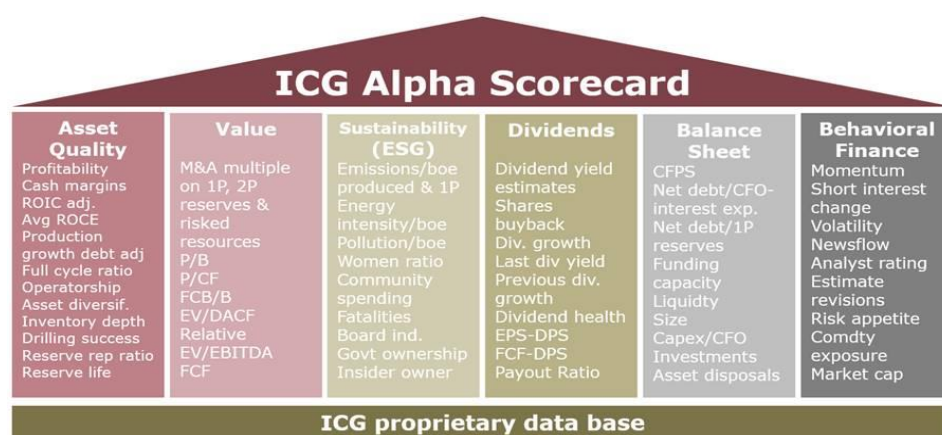 ICG Alpha Scorecard
Asset
Quality
Profitability
Cash margins
ROIC adj.
Avg ROCE
Production
growth debt adj
Full cycle ratio
Operatorship
Asset diversif.
Inventory depth
Drilling success
Reserve rep ratio
Reserve life
Value
M&A multiple
on 1P, 2P
reserves &
risked
resources
P/B
P/CF
FCB/B
EV/DACF
Relative
EV/EBITDA
FCF
Sustainability
(ESG)
Emissions/boe
produced & 1P
Energy
intensity/boe
Pollution/boe
Women ratio
Community
spending
Fatalities
Board ind.
Govt ownership
Insider owner
Dividends
Dividend yield
estimates
Shares
buyback
Div. growth
Last div yield
Previous div.
growth
Dividend health
EPS-DPS
FCF-DPS
Payout Ratio
Balance
Sheet
CFPS
Net debt/CFO-
interest exp.
Net debt/1P
reserves
Funding
capacity
Liquidty
Size
Capex/CFO
Investments
Asset disposals
Behavioral
Finance
Momentum
Short interest
change
Volatility
Newsflow
Analyst rating
Estimate
revisions
Risk appetite
Comdty
exposure
Market cap
ICG proprietary data base